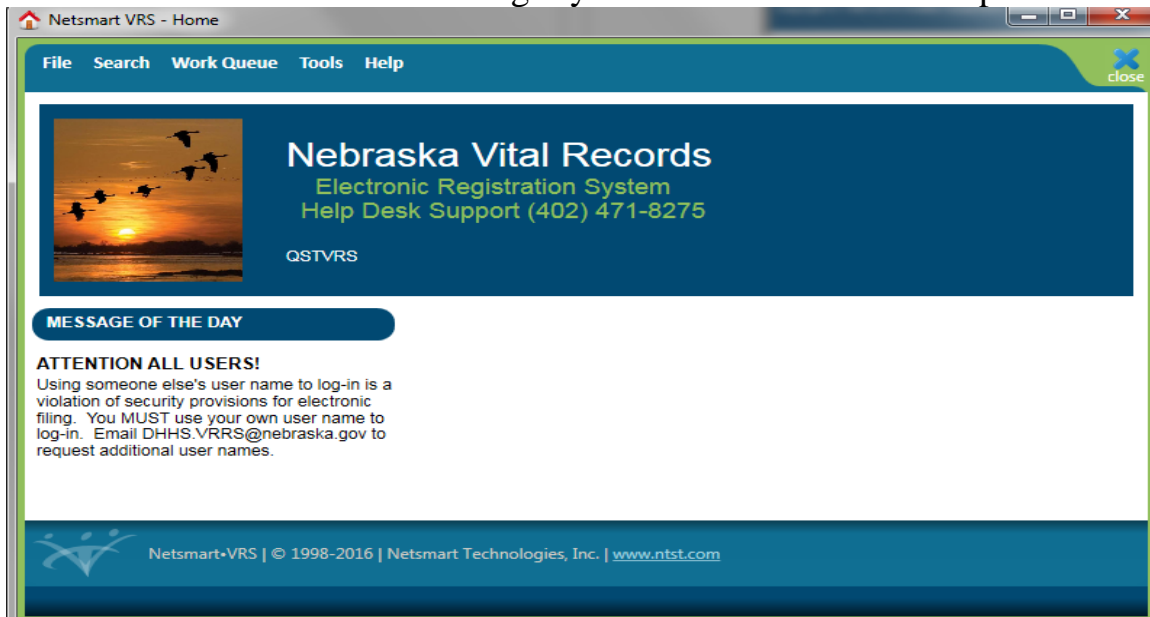 Netsmart VRS - Home
File Search Work Queue Tools Help
close
Nebraska Vital Records
Electronic Registration System
Help Desk Support (402) 471-8275
QSTVRS
MESSAGE OF THE DAY
ATTENTION ALL USERS!
Using someone else's user name to log-in is a
violation of security provisions for electronic
filing. You MUST use your own user name to
log-in. Email DHHS.VRRS@nebraska.gov to
request additional user names.
Netsmart•VRS | © 1998-2016 | Netsmart Technologies, Inc. | www.ntst.com